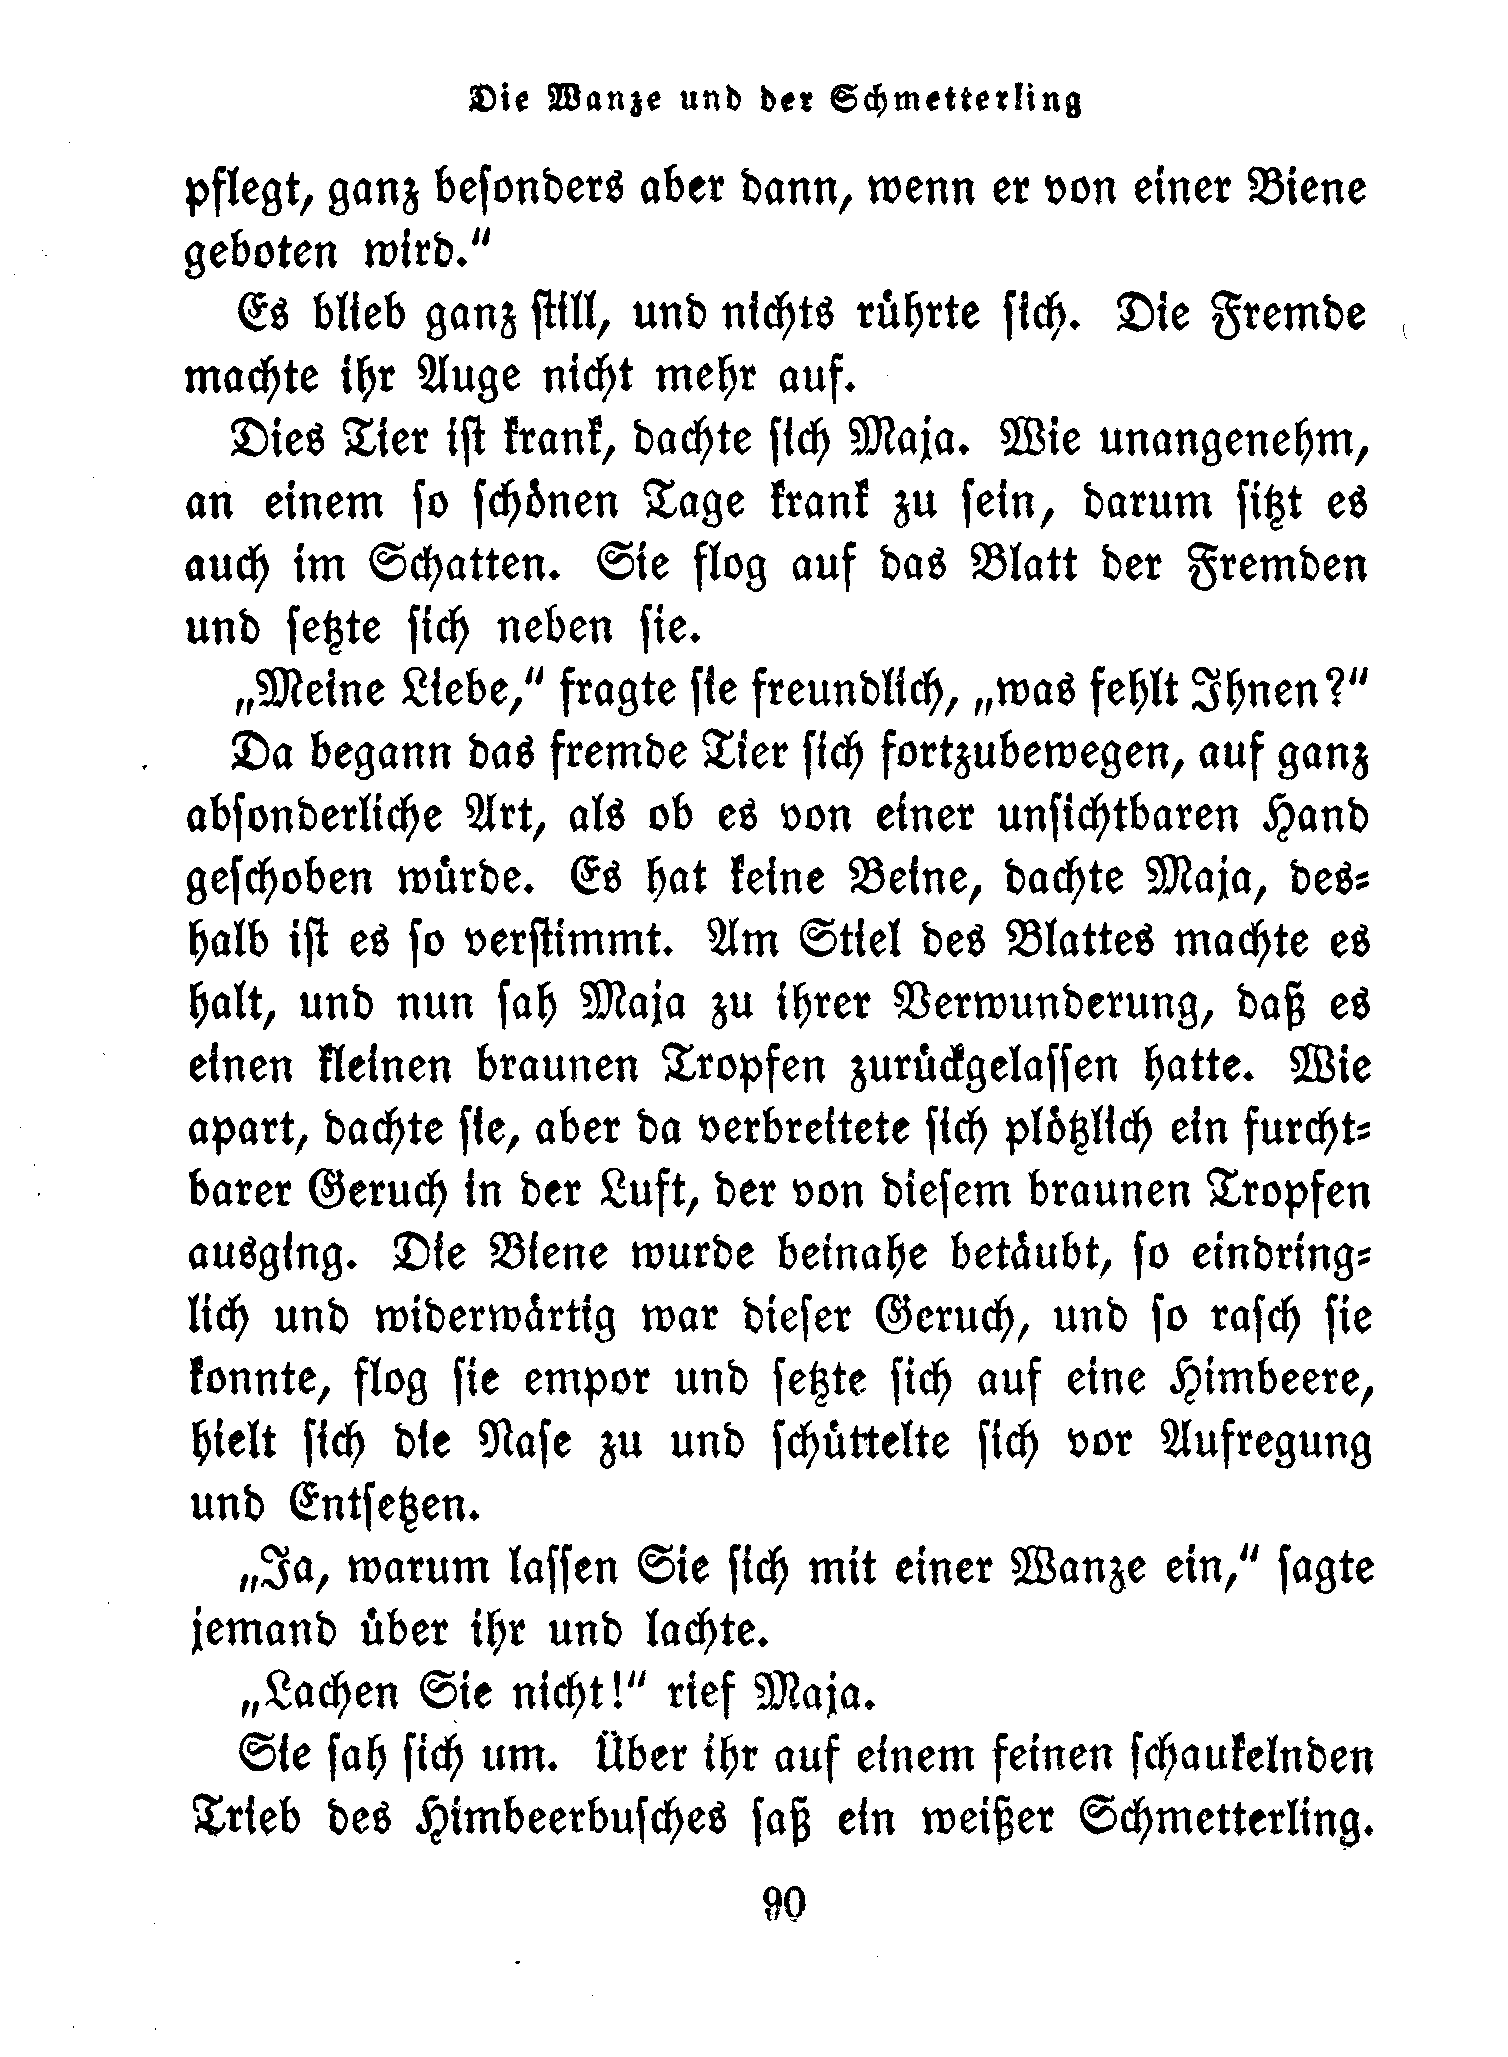 Die Wanze und der Schmetterling
pflegt, ganz besonders aber dann, wenn er von einer Biene
geboten wird.“
Es blieb ganz still, und nichts rührte sich. Die Fremde
machte ihr Auge nicht mehr auf.
Dies Tier ist krank, dachte sich Maja. Wie unangenehm,
an einem so schönen Tage krank zu sein, darum sitzt es
auch im Schatten. Sie flog auf das Blatt der Fremden
und setzte sich neben sie.
„Meine Liebe,“ fragte sie freundlich, „was fehlt Ihnen?“
Da begann das fremde Tier sich fortzubewegen, auf ganz
absonderliche Art, als ob es von einer unsichtbaren Hand
geschoben würde. Es hat keine Beine, dachte Maja, des-
halb ist es so verstimmt. Am Stiel des Blattes machte es
halt, und nun sah Maja zu ihrer Verwunderung, daß es
einen kleinen braunen Tropfen zurückgelassen hatte. Wie
apart, dachte sie, aber da verbreitete sich plötzlich ein furcht-
barer Geruch in der Luft, der von diesem braunen Tropfen
ausging. Die Biene wurde beinahe betäubt, so eindring-
lich und widerwärtig war dieser Geruch, und so rasch sie
konnte, flog sie empor und setzte sich auf eine Himbeere,
hielt sich die Nase zu und schüttelte sich vor Aufregung
und Entsetzen.
„Ja, warum lassen Sie sich mit einer Wanze ein,“ sagte
jemand über ihr und lachte.
„Lachen Sie nicht!“ rief Maja.
Sie sah sich um. Über ihr auf einem feinen schaukelnden
Trieb des Himbeerbusches saß ein weißer Schmetterling.
90